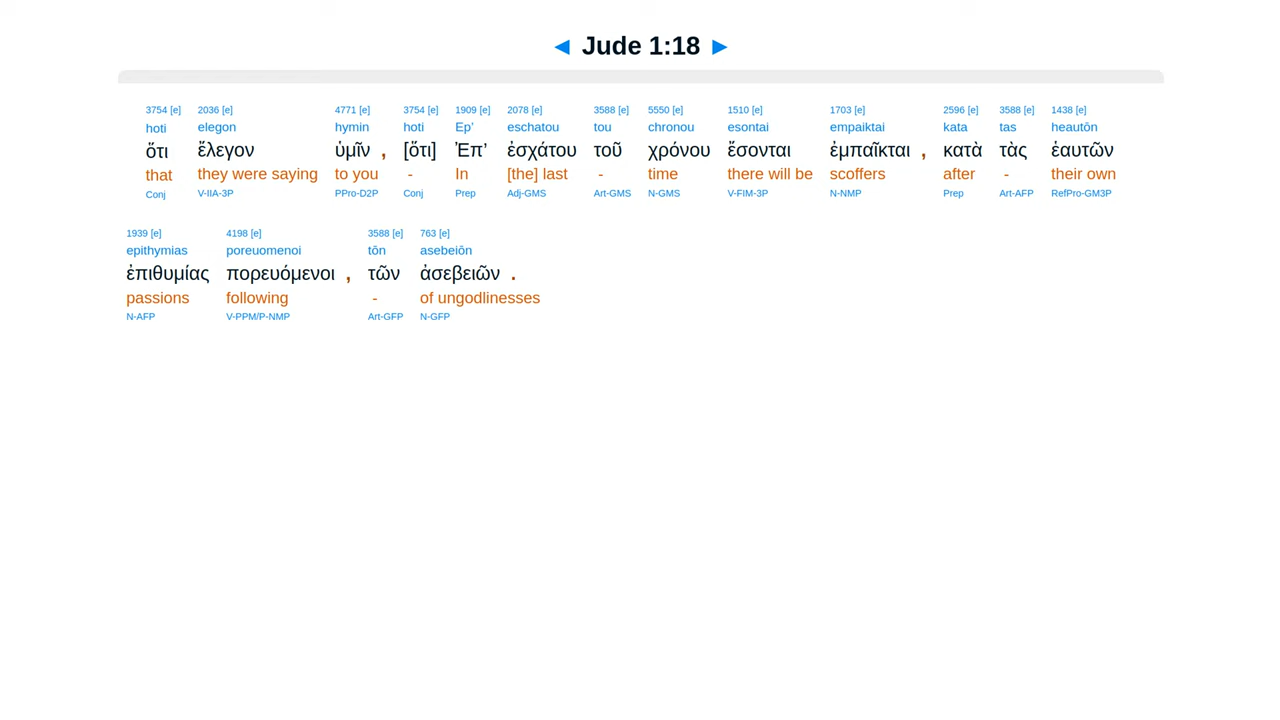 ◄ Jude 1:18 ►
3754 [e] 2036 [e] 4771 [e] 3754 [e] 1909 [e] 2078 [e] 3588 [e] 5550 [e] 1510 [e] 1703 [e] 2596 [e] 3588 [e] 1438 [e]
hoti elegon hymin hoti Ep’ eschatou tou chronou esontai empaiktai kata tas heautōn
ὅτι ἔλεγον ὑμῖν , [ὅτι] Ἐπ’ ἐσχάτου τοῦ χρόνου ἔσονται ἐμπαῖκται , κατὰ τὰς ἑαυτῶν
that they were saying to you - In [the] last - time there will be scoffers after - their own
Conj V-IIA-3P PPro-D2P Conj Prep Adj-GMS Art-GMS N-GMS V-FIM-3P N-NMP Prep Art-AFP RefPro-GM3P
1939 [e] 4198 [e] 3588 [e] 763 [e]
epithymias poreuomenoi tōn asebeiōn
ἐπιθυμίας πορευόμενοι , τῶν ἀσεβειῶν .
passions following - of ungodlinesses
N-AFP V-PPM/P-NMP Art-GFP N-GFP